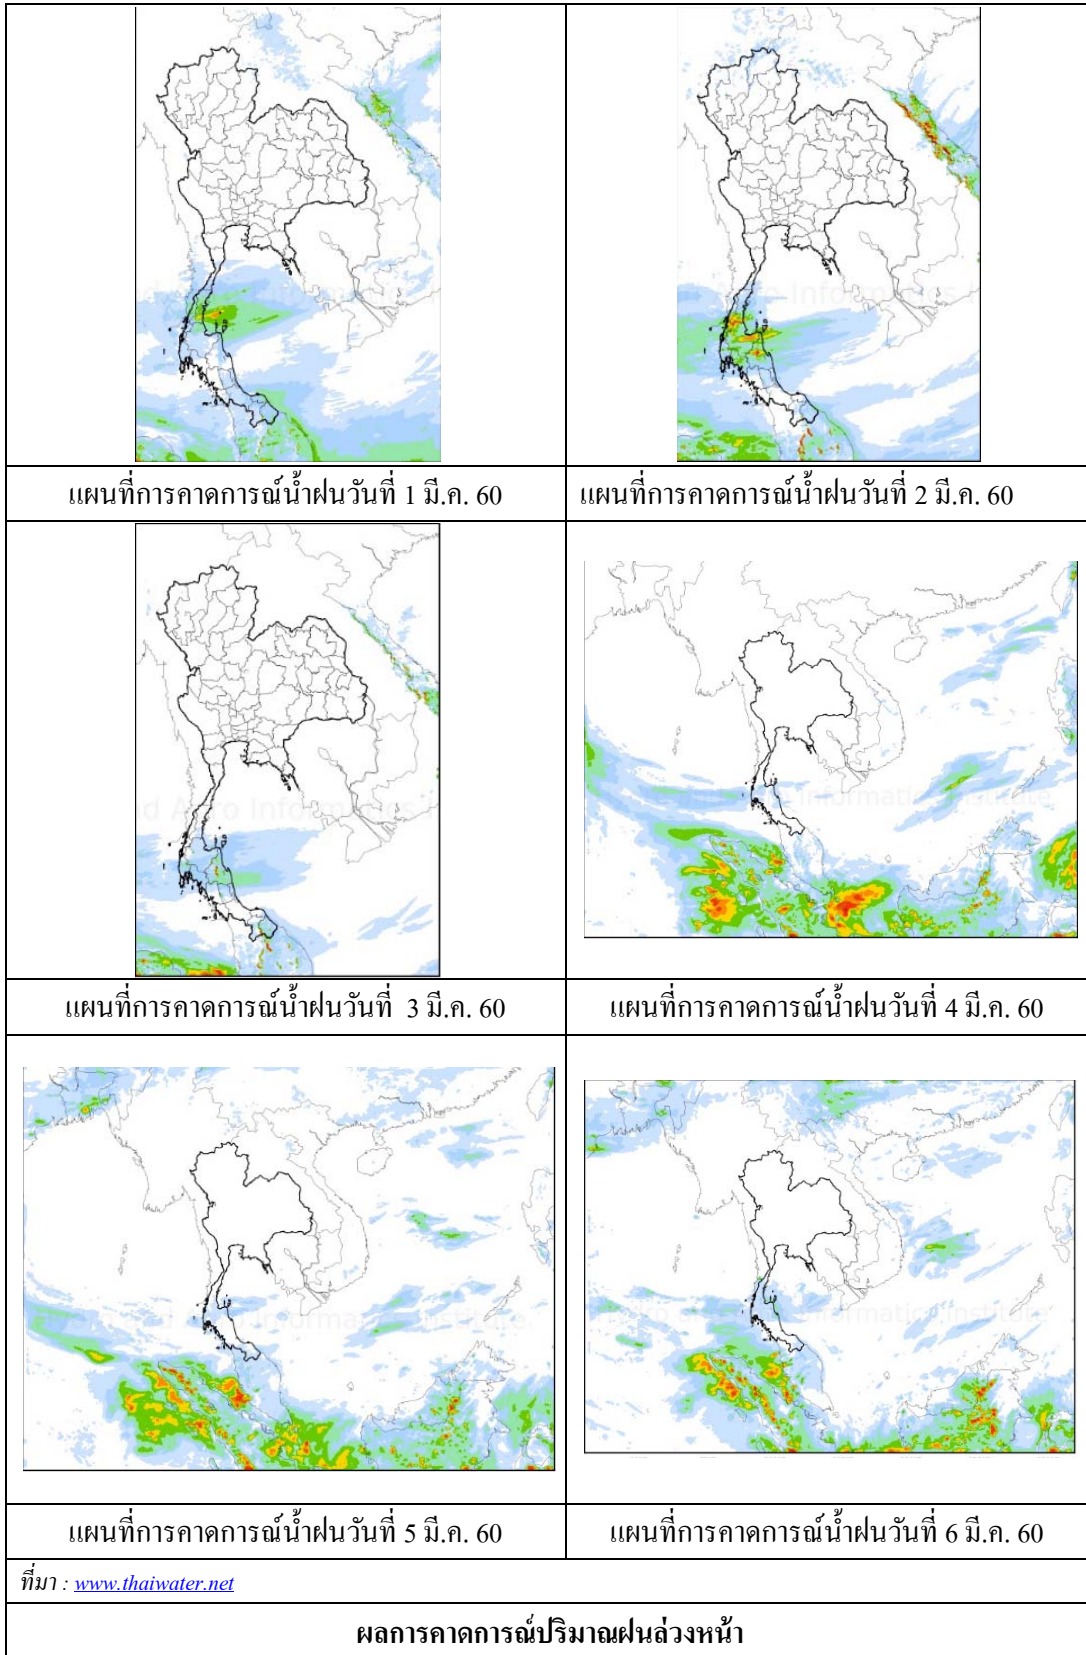 แผนที่การคาดการณ์น้ำฝนวันที่ 1 มี.ค. 60
แผนที่การคาดการณ์น้ำฝนวันที่ 2 มี.ค. 60
แผนที่การคาดการณ์น้ำฝนวันที่ 3 มี.ค. 60
แผนที่การคาดการณ์น้ำฝนวันที่ 4 มี.ค. 60
แผนที่การคาดการณ์น้ำฝนวันที่ 5 มี.ค. 60
แผนที่การคาดการณ์น้ำฝนวันที่ 6 มี.ค. 60
ที่มา : www.thaiwater.net
ผลการคาดการณ์ปริมาณฝนล่วงหน้า